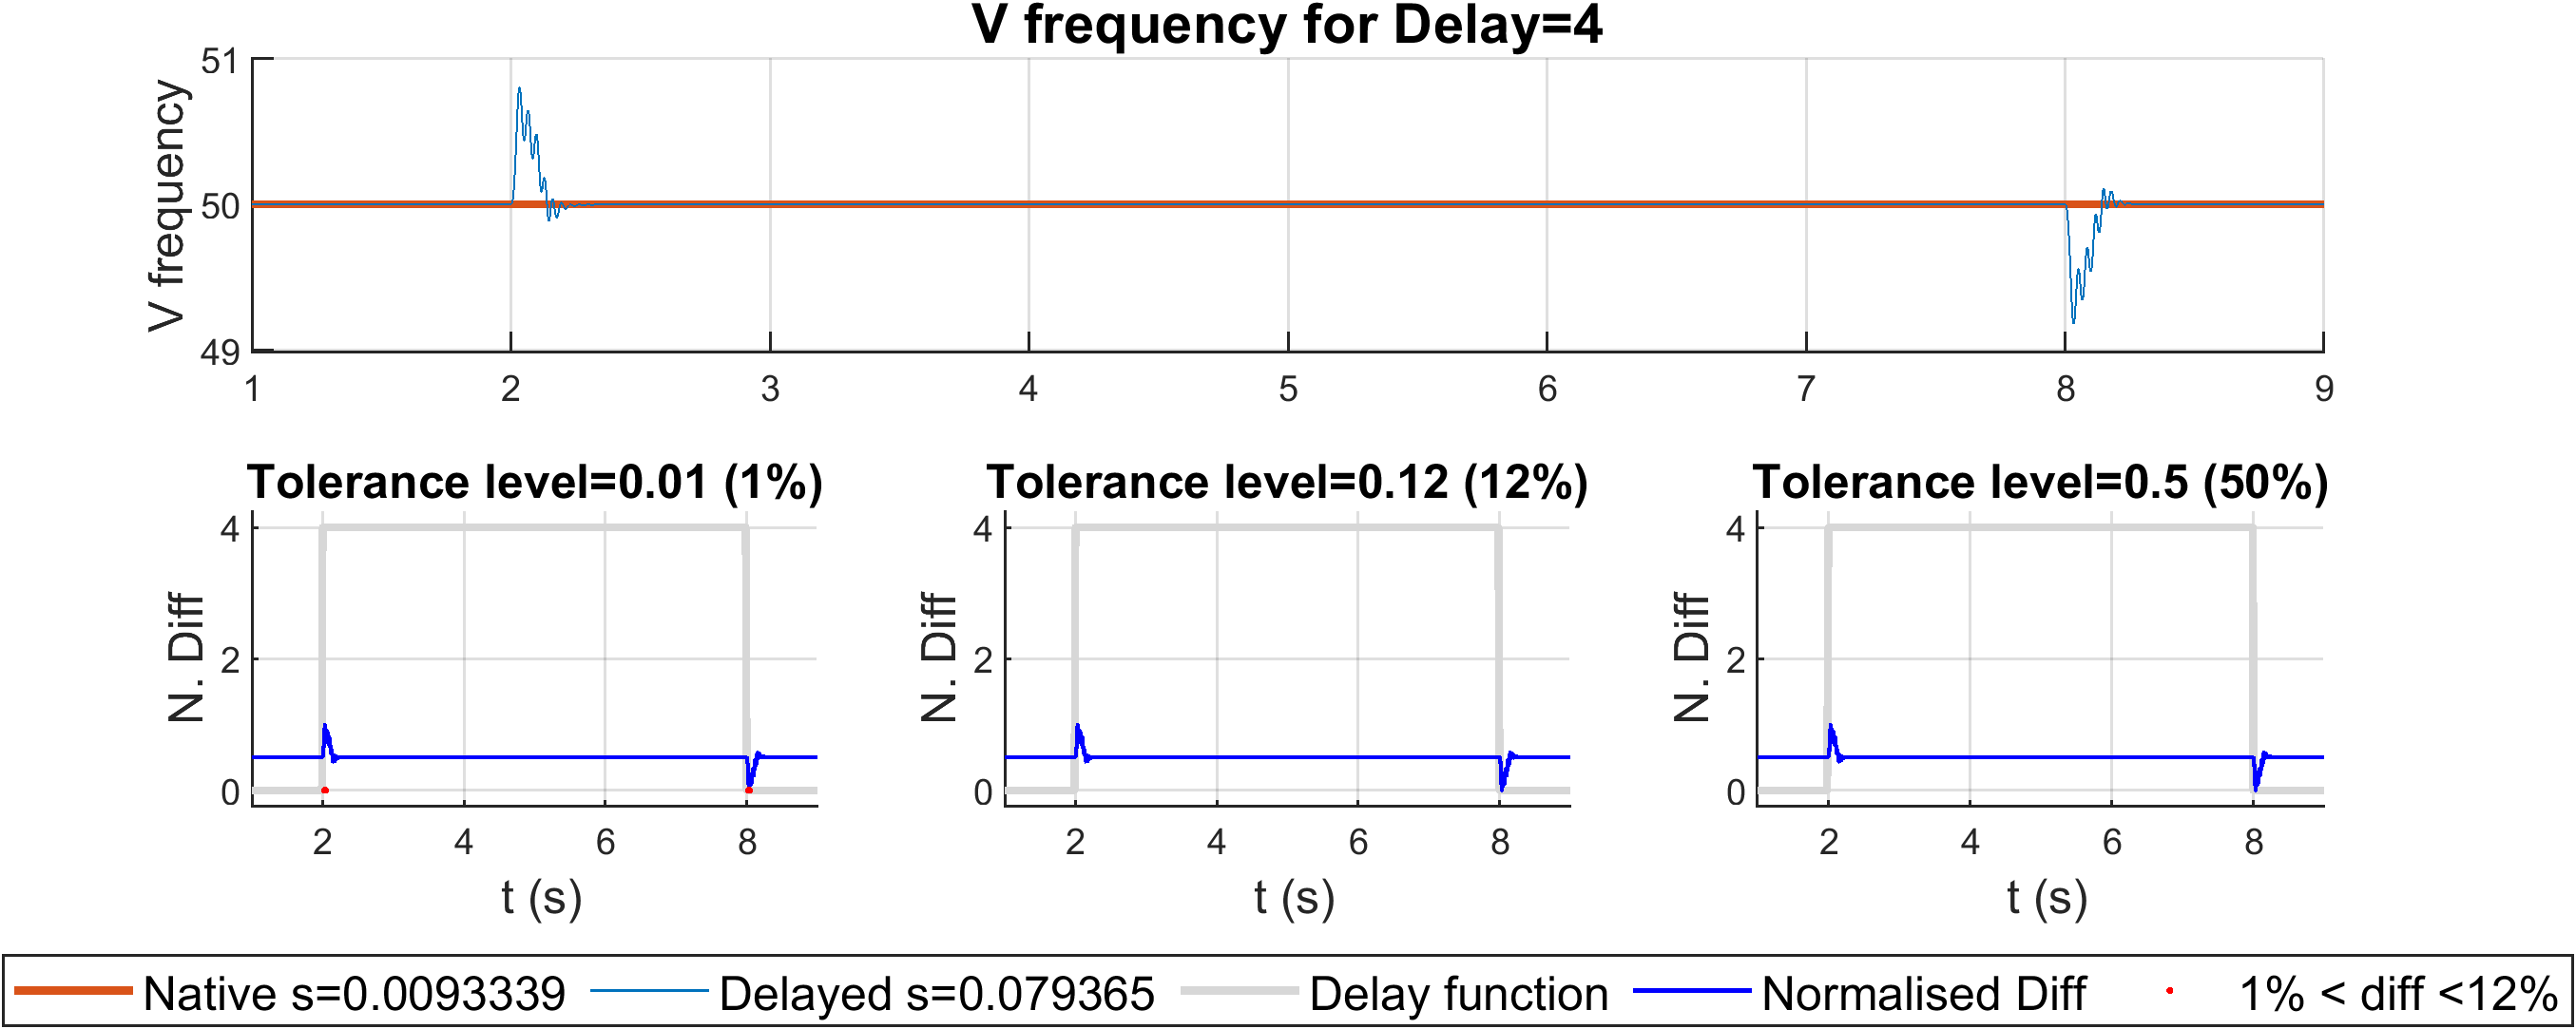 V frequency for Delay=4
V frequency
51
50
49
1 2 3 4 5 6 7 8 9
Tolerance level=0.01 (1%)
N. Diff
4
2
0
2 4 6 8
t (s)
Tolerance level=0.12 (12%)
N. Diff
4
2
0
2 4 6 8
t (s)
Tolerance level=0.5 (50%)
N. Diff
4
2
0
2 4 6 8
t (s)
Native s=0.0093339 Delayed s=0.079365 Delay function Normalised Diff 1% < diff <12%